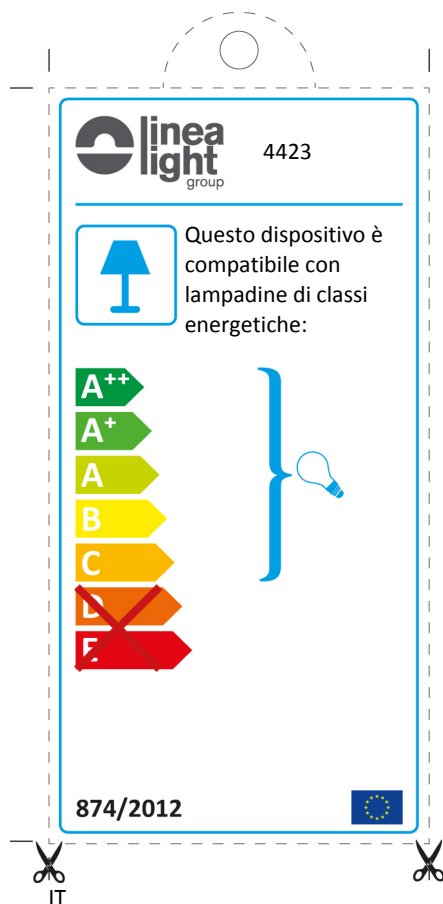 linea
light
group
4423
Questo dispositivo è
compatibile con
lampadine di classi
energetiche:
A++
A+
A
B
C
D
E
874/2012
IT